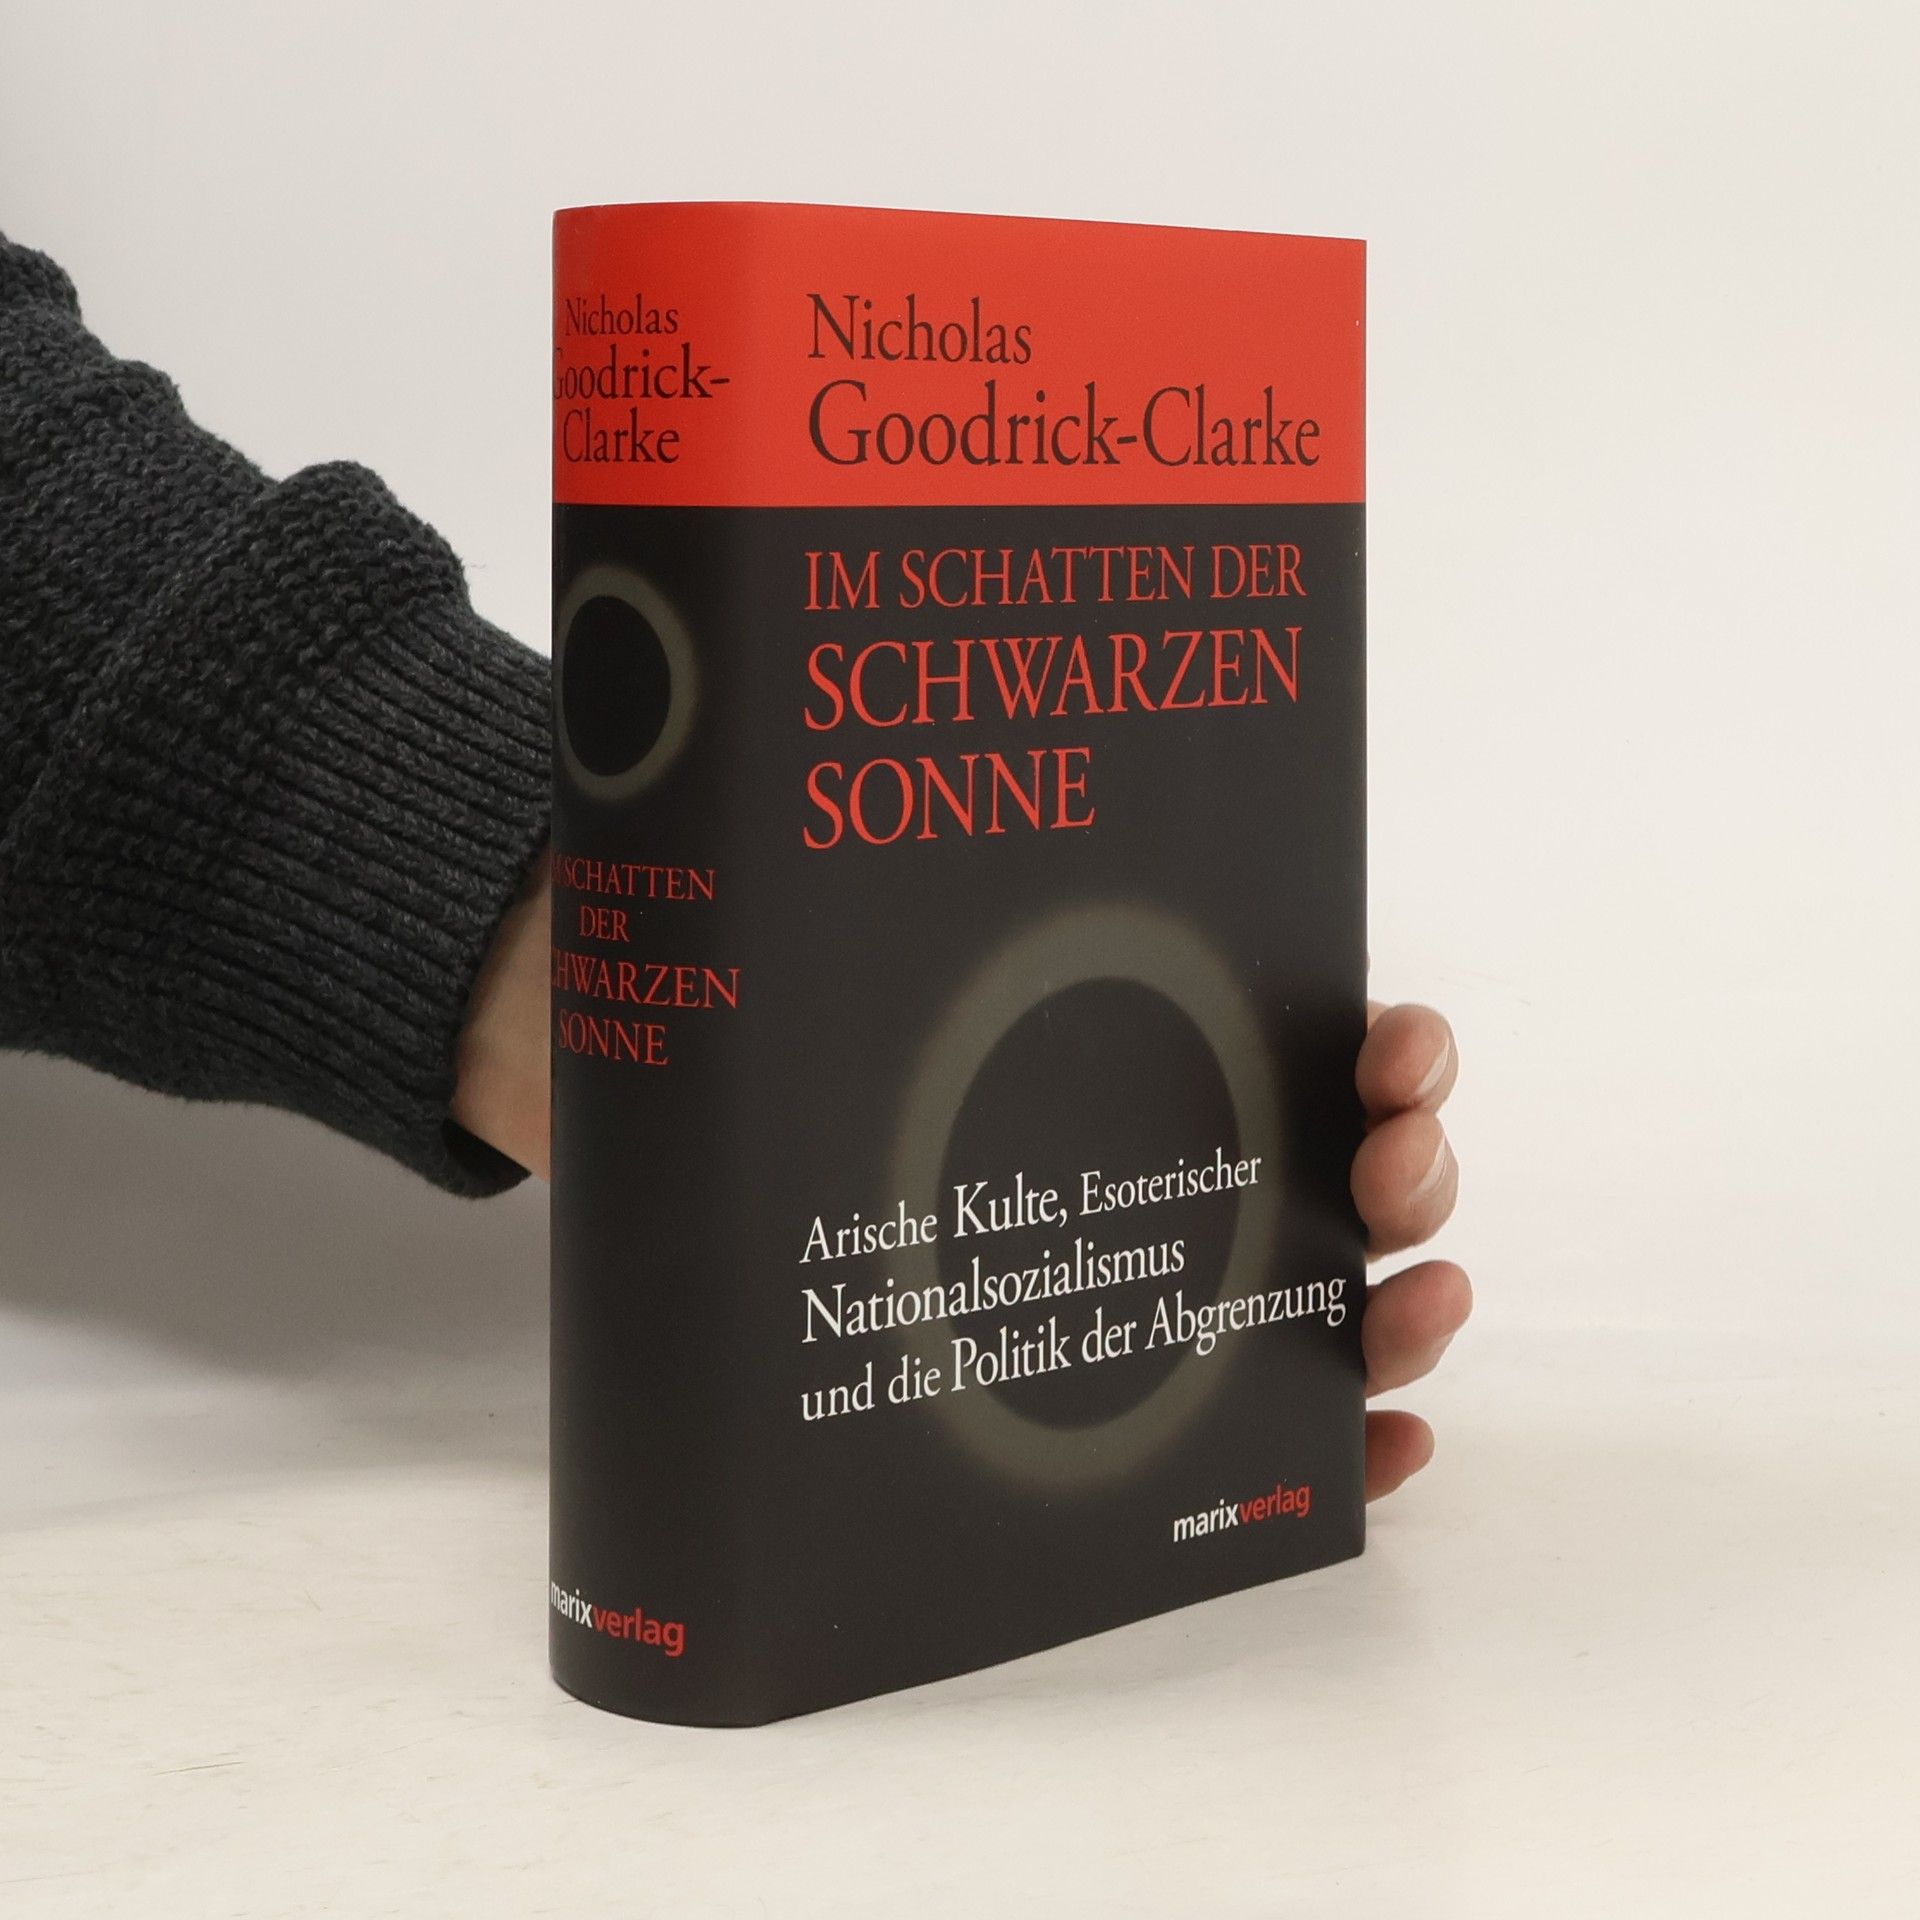 Nicholas
Goodrick-
Clarke
SCHATTEN
DER
SONNE
marixverlag
Nicholas
Goodrick-Clarke
IM SCHATTEN DER
SCHWARZEN
SONNE
Arische Kulte, Esoterischer
Nationalsozialismus
und die Politik der Abgrenzung
marixverlag